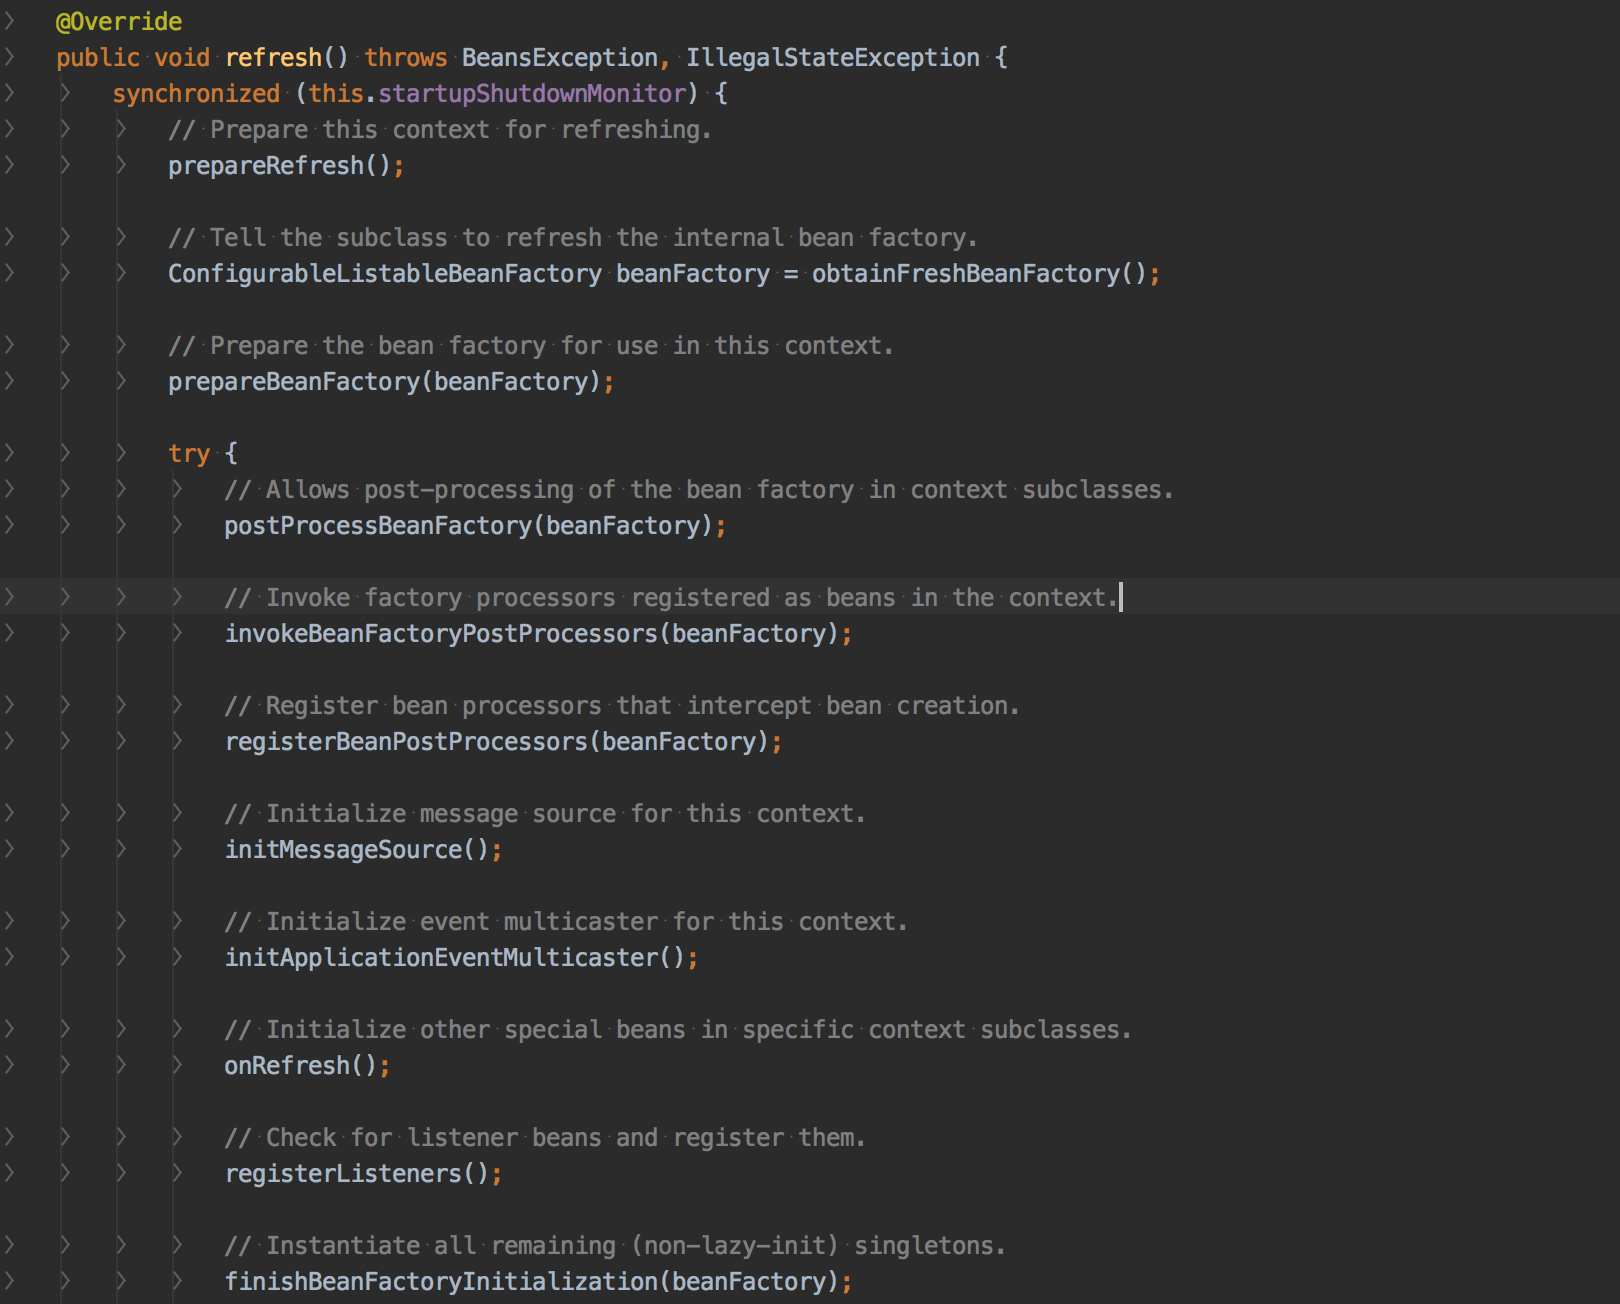 @Override
public void refresh() throws BeansException, IllegalStateException {
synchronized (this.startupShutdownMonitor) {
// Prepare this context for refreshing.
prepareRefresh();
// Tell the subclass to refresh the internal bean factory.
ConfigurableListableBeanFactory beanFactory = obtainFreshBeanFactory();
// Prepare the bean factory for use in this context.
prepareBeanFactory(beanFactory);
try {
// Allows post-processing of the bean factory in context subclasses.
postProcessBeanFactory(beanFactory);
// Invoke factory processors registered as beans in the context.
invokeBeanFactoryPostProcessors(beanFactory);
// Register bean processors that intercept bean creation.
registerBeanPostProcessors(beanFactory);
// Initialize message source for this context.
initMessageSource();
// Initialize event multicaster for this context.
initApplicationEventMulticaster();
// Initialize other special beans in specific context subclasses.
onRefresh();
// Check for listener beans and register them.
registerListeners();
// Instantiate all remaining (non-lazy-init) singletons.
finishBeanFactoryInitialization(beanFactory);